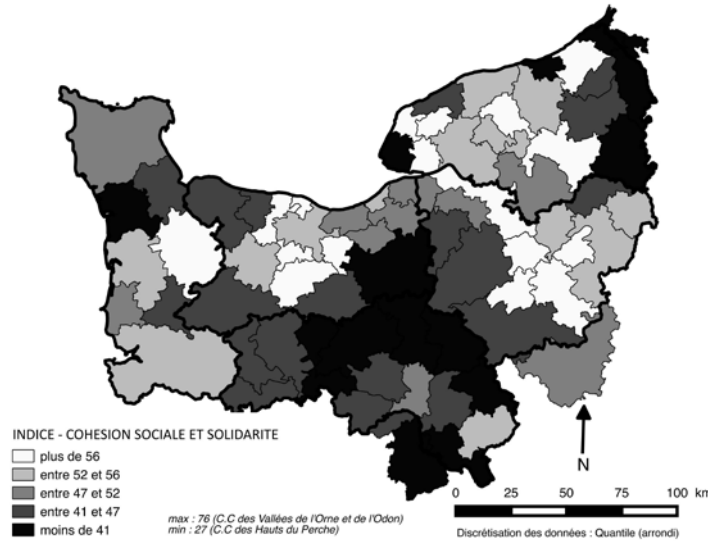 INDICE - COHESION SOCIALE ET SOLIDARITE
plus de 56
entre 52 et 56
entre 47 et 52
entre 41 et 47
moins de 41
max : 76 (C.C des Vallées de l'Orne et de l'Odon)
min : 27 (C.C des Hauts du Perche)
N
0 25 50 75 100 km
Discrétisation des données : Quantile (arrondi)